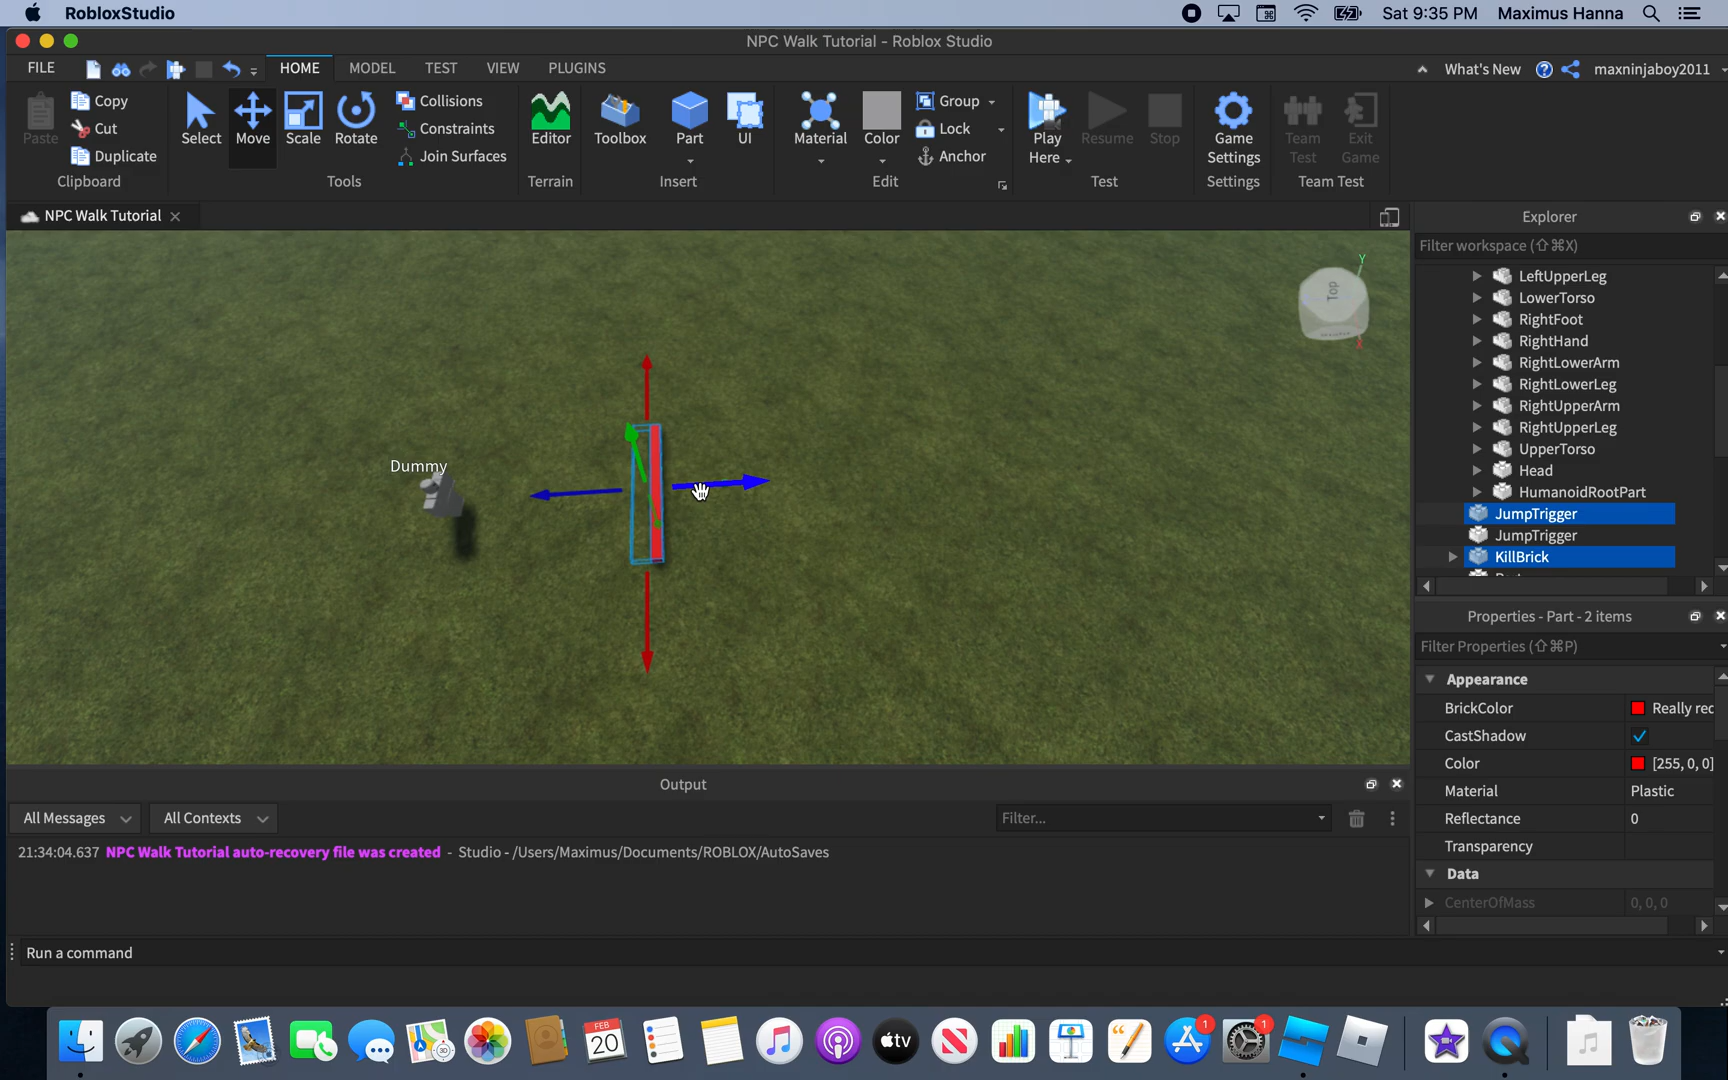 RobloxStudio
Sat 9:35 PM Maximus Hanna
NPC Walk Tutorial - Roblox Studio
FILE HOME MODEL TEST VIEW PLUGINS
What's New maxninjaboy2011
Paste Copy Cut Duplicate
Clipboard
Select Move Scale Rotate
Collisions
Constraints
Join Surfaces
Tools
Editor
Terrain
Toolbox Part UI
Insert
Material Color
Group
Lock
Anchor
Edit
Play Here Resume Stop
Test
Game Settings
Settings
Team Test Exit Game
Team Test
NPC Walk Tutorial
Explorer
Filter workspace (⇧⌘X)
LeftUpperLeg
LowerTorso
RightFoot
RightHand
RightLowerArm
RightLowerLeg
RightUpperArm
RightUpperLeg
UpperTorso
Head
HumanoidRootPart
JumpTrigger
JumpTrigger
KillBrick
Y
Top
Dummy
Properties - Part - 2 items
Filter Properties (⇧⌘P)
Appearance
BrickColor Really red
CastShadow
Color [255, 0, 0]
Material Plastic
Reflectance 0
Transparency
Data
CenterOfMass 0, 0, 0
Output
All Messages All Contexts Filter...
21:34:04.637 NPC Walk Tutorial auto-recovery file was created - Studio - /Users/Maximus/Documents/ROBLOX/AutoSaves
Run a command
FEB
20
3D
tv
1
1